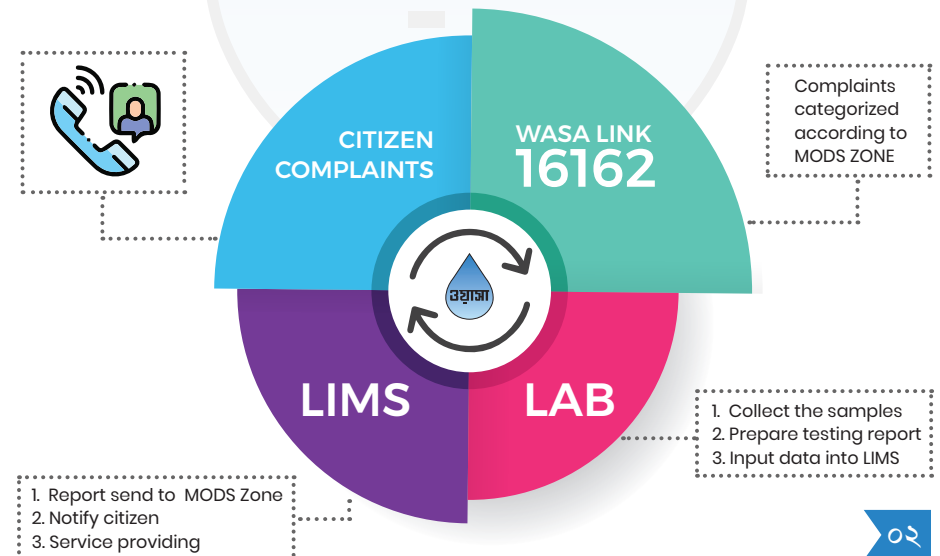 CITIZEN
COMPLAINTS
WASA LINK
16162
Complaints
categorized
according to
MODS ZONE
ওয়াসা
LIMS
LAB
1. Collect the samples
2. Prepare testing report
3. Input data into LIMS
1. Report send to MODS Zone
2. Notify citizen
3. Service providing
০২